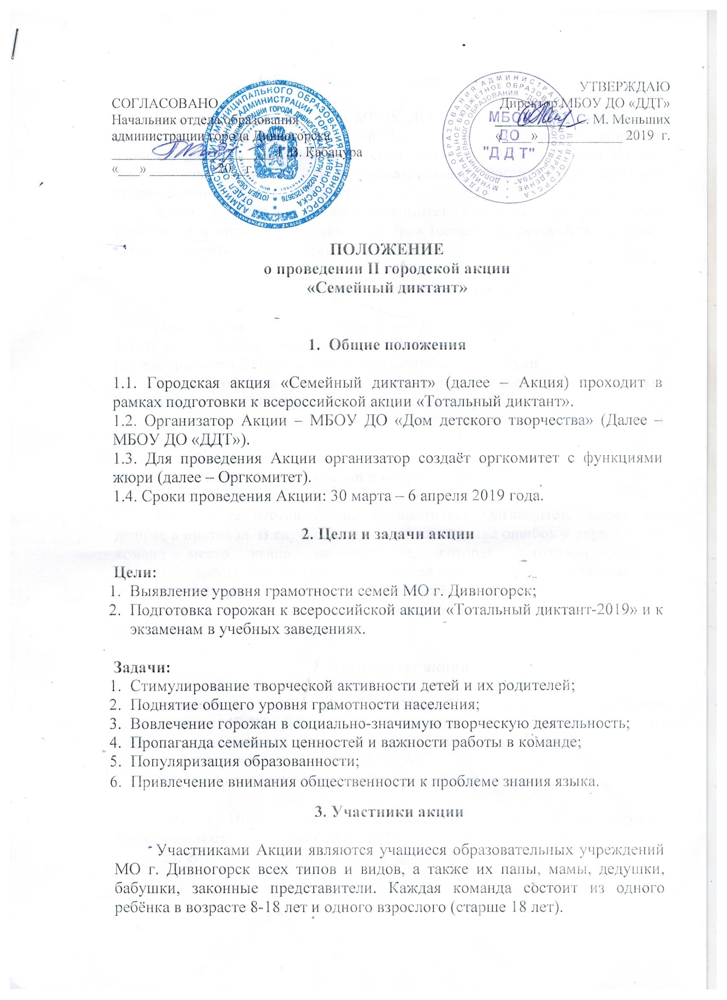 СОГЛАСОВАНО
Начальник отдела образования
администрации города Дивногорска
Г.В. Кабацура
«___» _________ 20__ г.
УТВЕРЖДАЮ
Директор МБОУ ДО «ДДТ»
С. М. Меньших
«____»____________ 2019 г.
МБОУ
ДО
"ДДТ"
ПОЛОЖЕНИЕ
о проведении II городской акции
«Семейный диктант»
1. Общие положения
1.1. Городская акция «Семейный диктант» (далее – Акция) проходит в
рамках подготовки к всероссийской акции «Тотальный диктант».
1.2. Организатор Акции – МБОУ ДО «Дом детского творчества» (Далее –
МБОУ ДО «ДДТ»).
1.3. Для проведения Акции организатор создаёт оргкомитет с функциями
жюри (далее – Оргкомитет).
1.4. Сроки проведения Акции: 30 марта – 6 апреля 2019 года.
2. Цели и задачи акции
Цели:
1. Выявление уровня грамотности семей МО г. Дивногорск;
2. Подготовка горожан к всероссийской акции «Тотальный диктант-2019» и к
экзаменам в учебных заведениях.
Задачи:
1. Стимулирование творческой активности детей и их родителей;
2. Поднятие общего уровня грамотности населения;
3. Вовлечение горожан в социально-значимую творческую деятельность;
4. Пропаганда семейных ценностей и важности работы в команде;
5. Популяризация образованности;
6. Привлечение внимания общественности к проблеме знания языка.
3. Участники акции
Участниками Акции являются учащиеся образовательных учреждений
МО г. Дивногорск всех типов и видов, а также их папы, мамы, дедушки,
бабушки, законные представители. Каждая команда состоит из одного
ребёнка в возрасте 8-18 лет и одного взрослого (старше 18 лет).